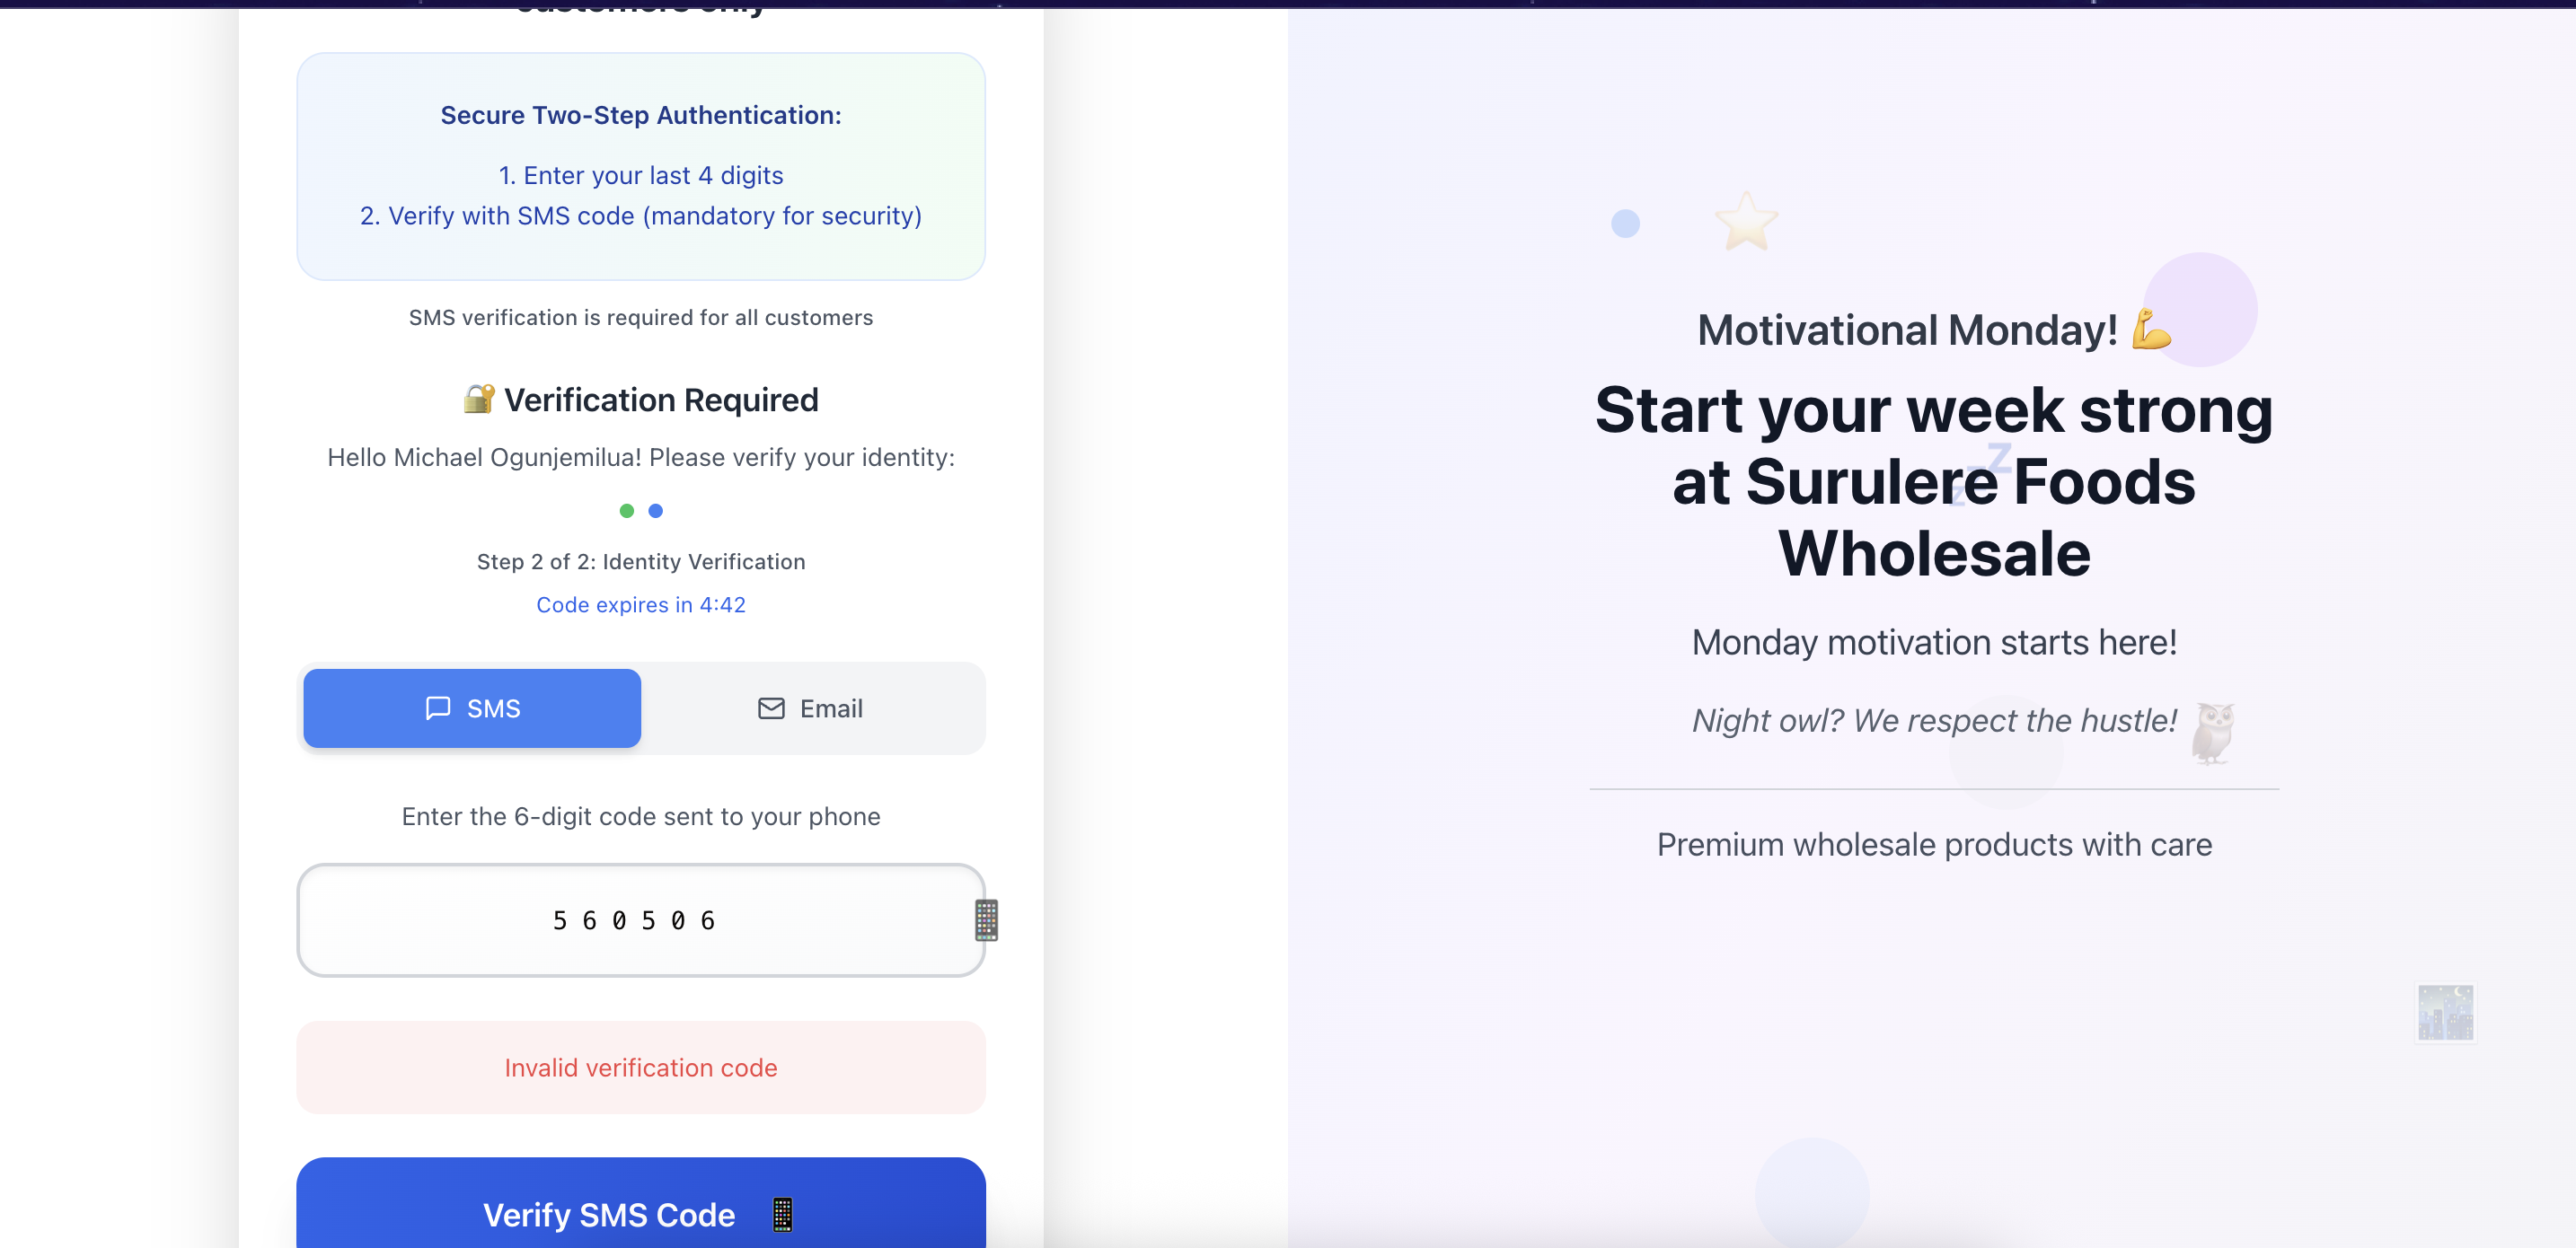 customers only
Secure Two-Step Authentication:
1. Enter your last 4 digits
2. Verify with SMS code (mandatory for security)
SMS verification is required for all customers
🔐 Verification Required
Hello Michael Ogunjemilua! Please verify your identity:
Step 2 of 2: Identity Verification
Code expires in 4:42
SMS
Email
Enter the 6-digit code sent to your phone
5 6 0 5 0 6
Invalid verification code
Verify SMS Code
Motivational Monday! 💪
Start your week strong
at Surulere Foods
Wholesale
Monday motivation starts here!
Night owl? We respect the hustle!
Premium wholesale products with care